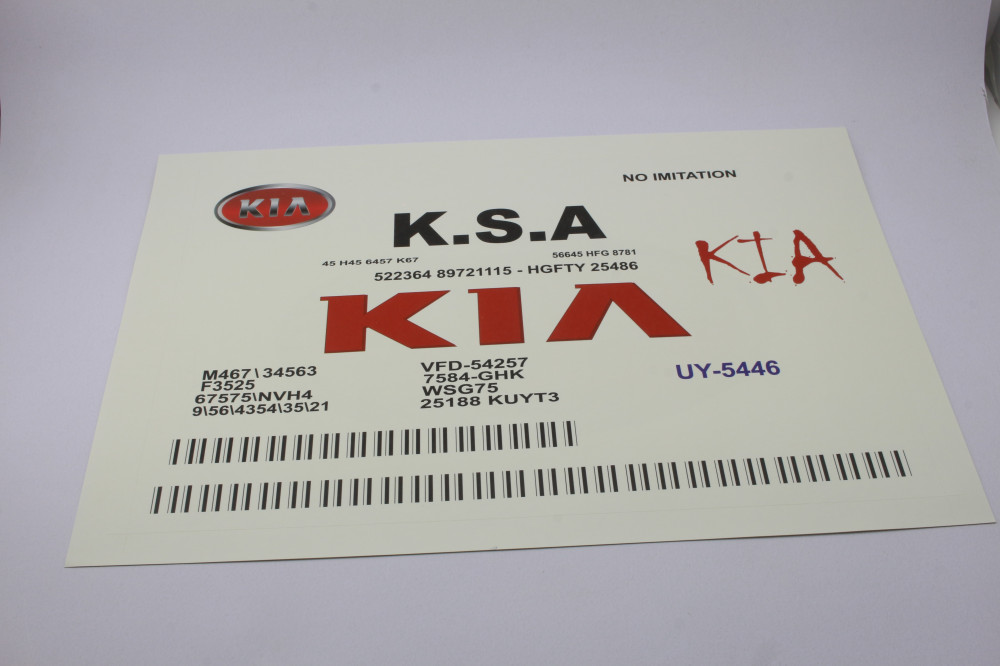 NO IMITATION
KIA
K.S.A
45 H45 6457 K67
56645 HFG 8781
522364 89721115 - HGFTY 25486
KIA
KIA
M467\34563
F3525
67575\NVH4
9\56\4354\35\21
VFD-54257
7584-GHK
WSG75
25188 KUYT3
UY-5446